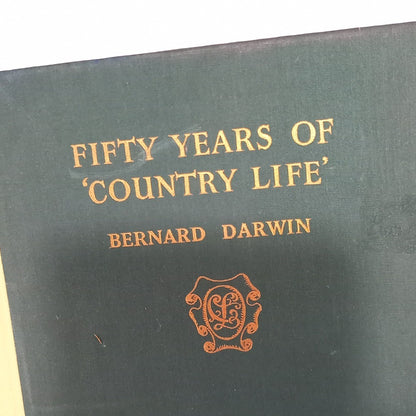 FIFTY YEARS OF
'COUNTRY LIFE'
BERNARD DARWIN